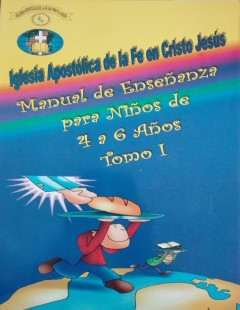 Iglesia Apostólica de la Fe en Cristo Jesús
Manual de Enseñanza
para Niños de
4 a 6 Años
Tomo I